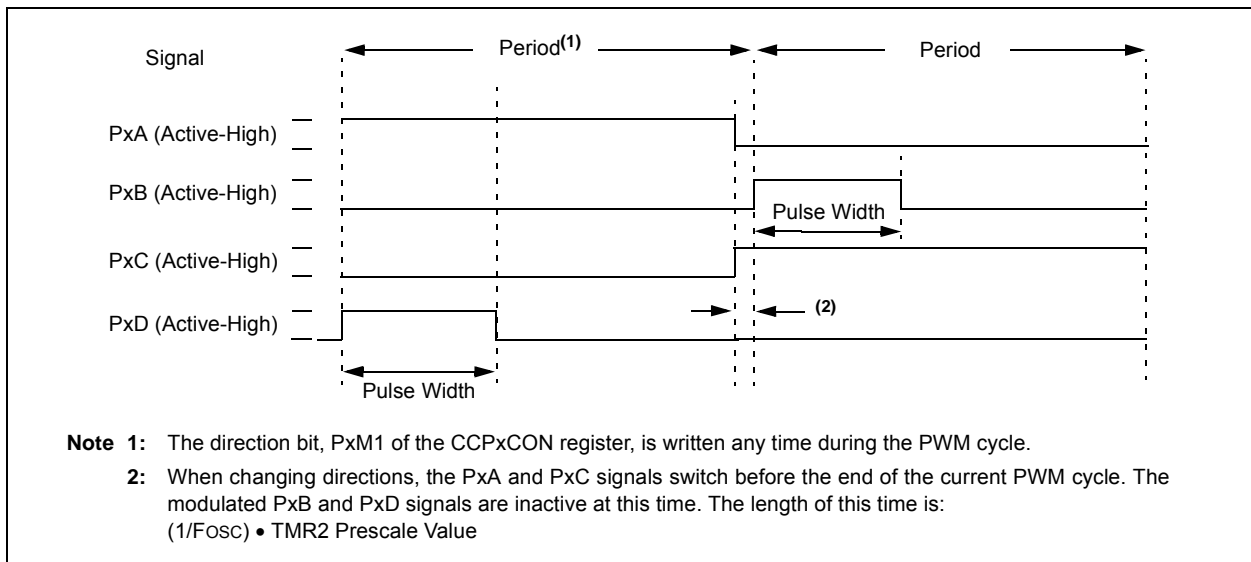 Signal
Period(1)
Period
PxA (Active-High)
PxB (Active-High)
Pulse Width
PxC (Active-High)
PxD (Active-High)
(2)
Pulse Width
Note 1: The direction bit, PxM1 of the CCPxCON register, is written any time during the PWM cycle.
2: When changing directions, the PxA and PxC signals switch before the end of the current PWM cycle. The
modulated PxB and PxD signals are inactive at this time. The length of this time is:
(1/FOSC) • TMR2 Prescale Value